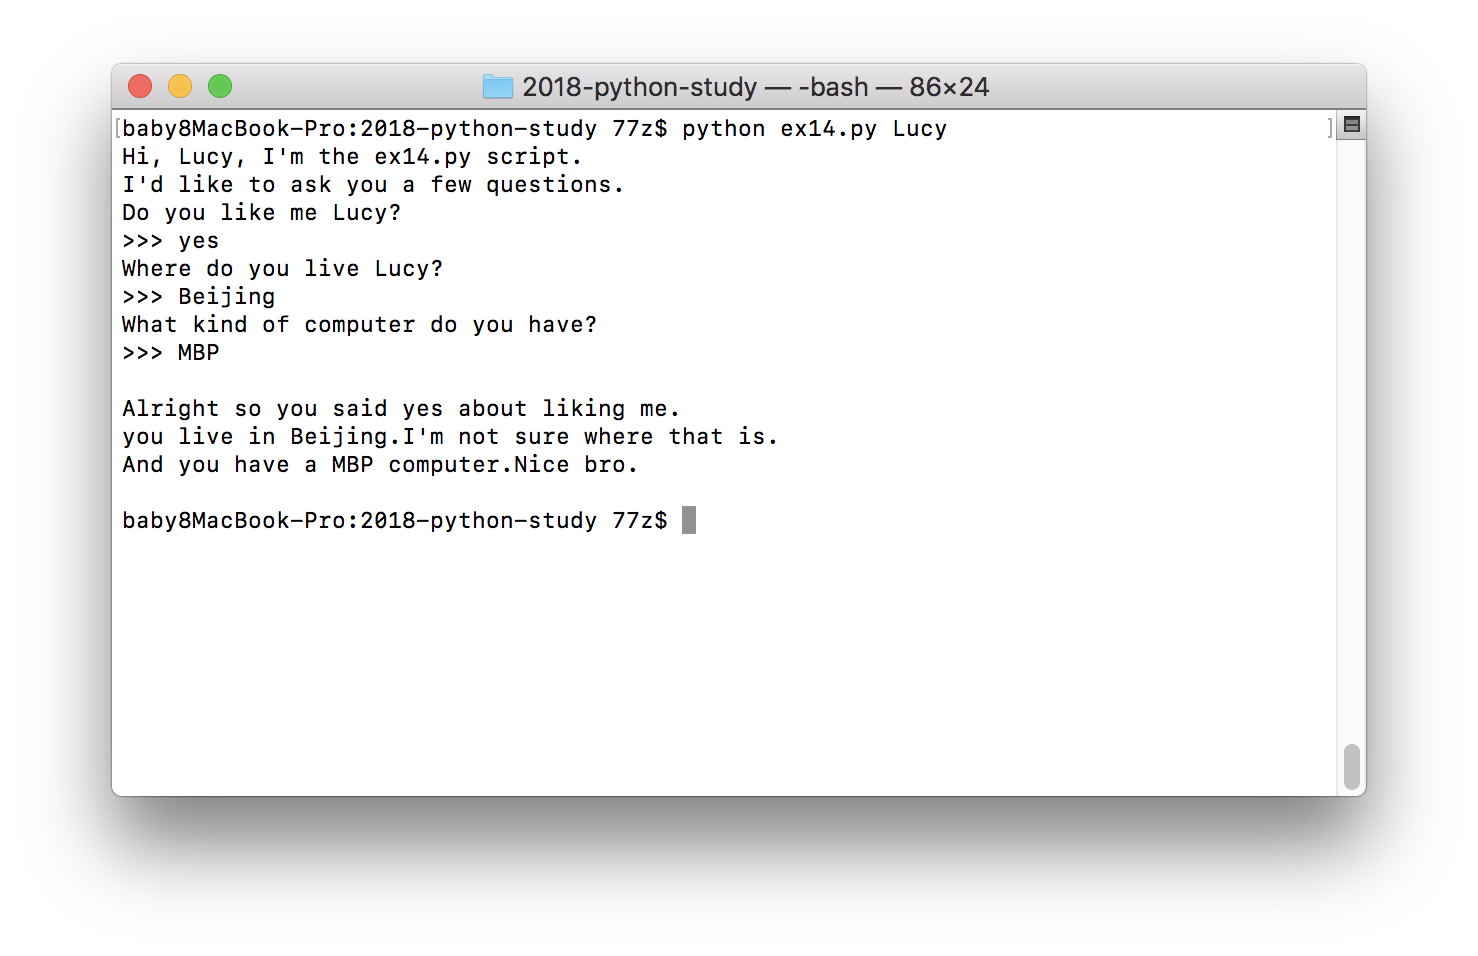 2018-python-study — -bash — 86×24
[baby8MacBook-Pro:2018-python-study 77z$ python ex14.py Lucy ]
Hi, Lucy, I'm the ex14.py script.
I'd like to ask you a few questions.
Do you like me Lucy?
>>> yes
Where do you live Lucy?
>>> Beijing
What kind of computer do you have?
>>> MBP

Alright so you said yes about liking me.
you live in Beijing.I'm not sure where that is.
And you have a MBP computer.Nice bro.

baby8MacBook-Pro:2018-python-study 77z$